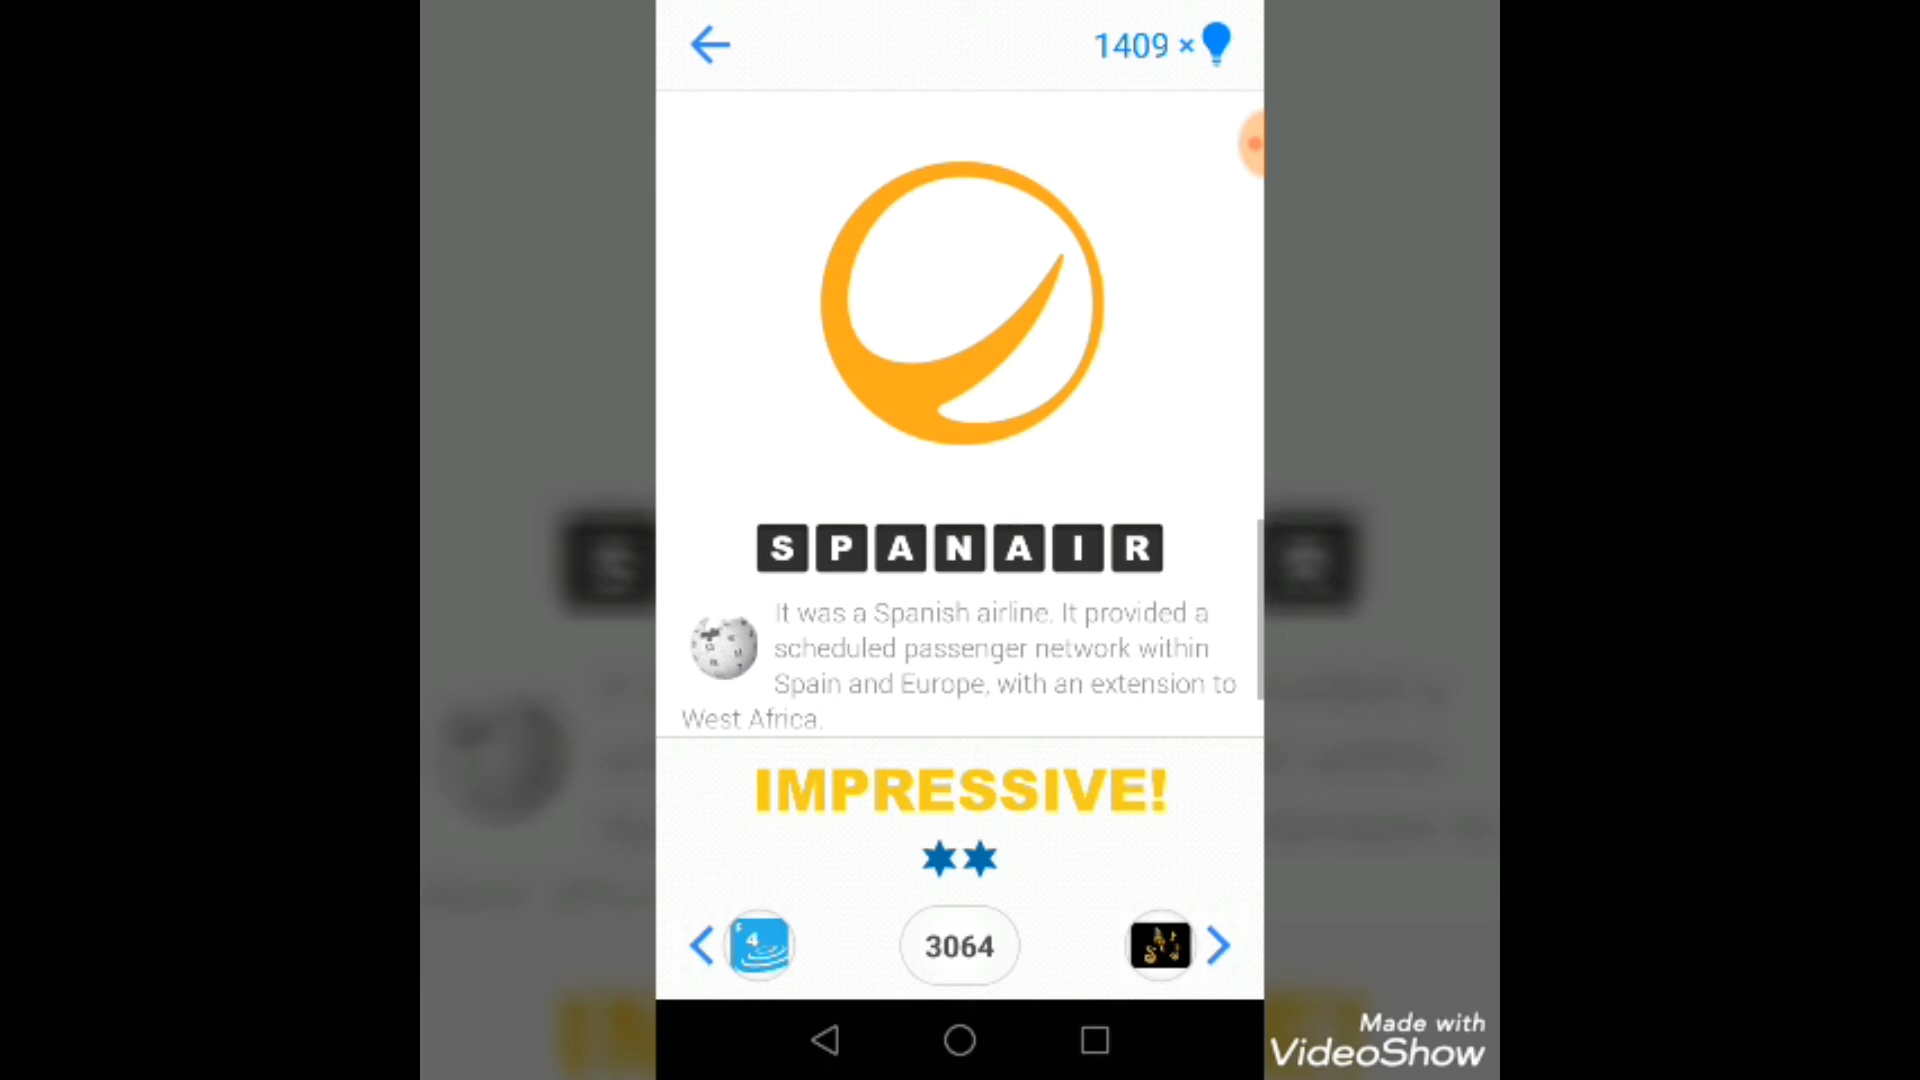 1409 ×
SPANAIR
It was a Spanish airline. It provided a
scheduled passenger network within
Spain and Europe, with an extension to
West Africa.
IMPRESSIVE!
4
3064
Made with
VideoShow